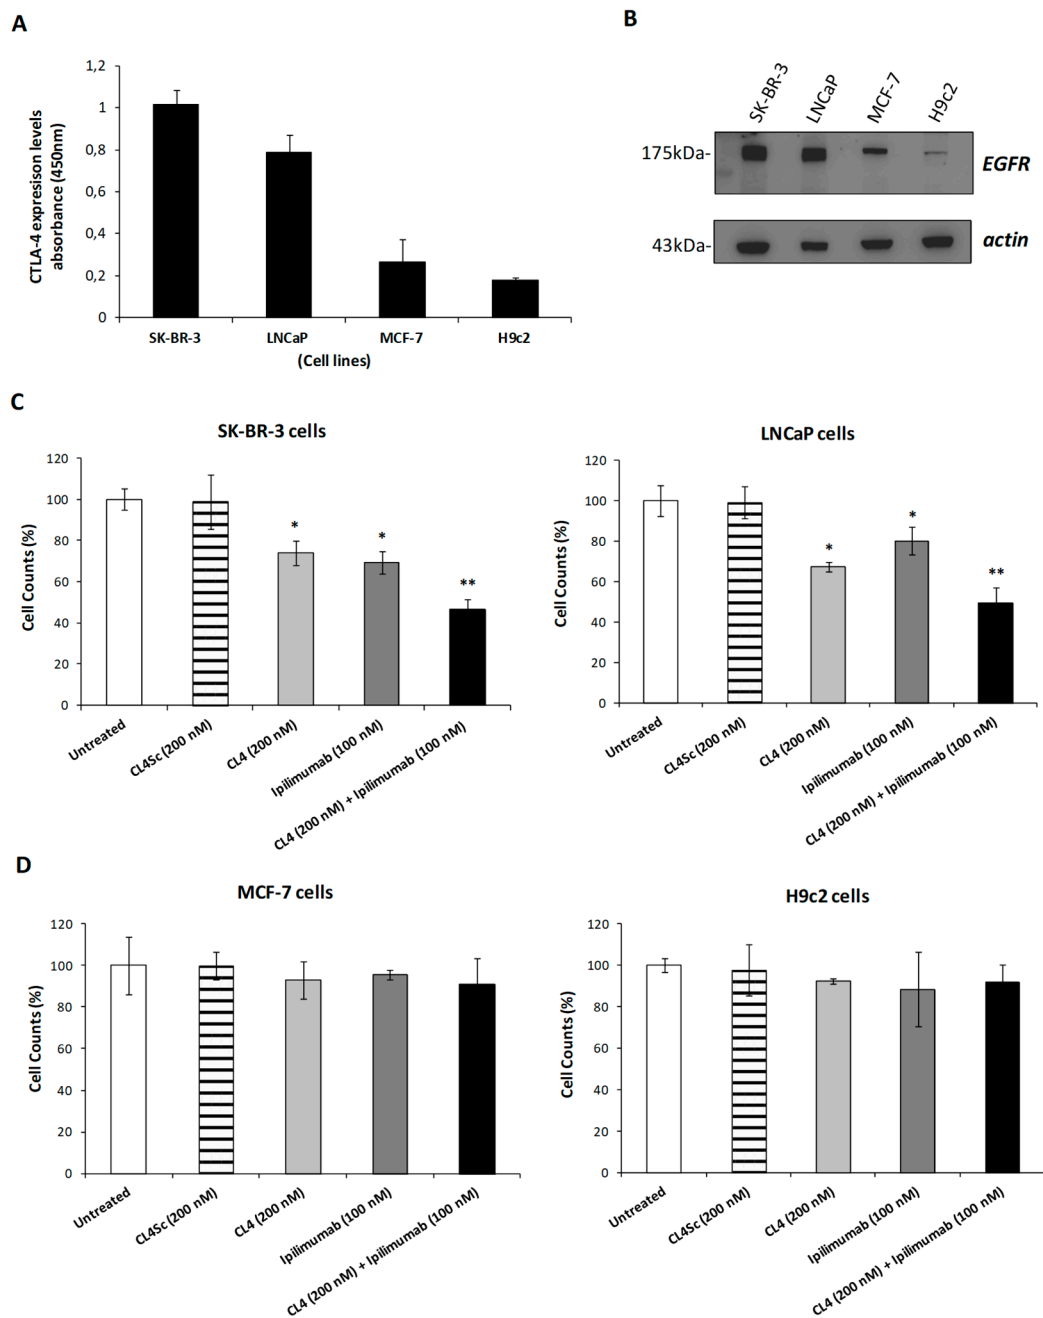 A
1,2
1
0,8
0,6
0,4
0,2
0
CTLA-4 expresison levels
absorbance (450nm)
SK-BR-3
LNCaP
MCF-7
H9c2
(Cell lines)
B
SK-BR-3
LNCaP
MCF-7
H9c2
175kDa-
EGFR
43kDa-
actin
C
SK-BR-3 cells
120
100
80
60
40
20
0
Cell Counts (%)
*
*
**
Untreated
CL4Sc (200 nM)
CL4 (200 nM)
Ipilimumab (100 nM)
CL4 (200 nM) + Ipilimumab (100 nM)
LNCaP cells
120
100
80
60
40
20
0
Cell Counts (%)
*
*
**
Untreated
CL4Sc (200 nM)
CL4 (200 nM)
Ipilimumab (100 nM)
CL4 (200 nM) + Ipilimumab (100 nM)
D
MCF-7 cells
120
100
80
60
40
20
0
Cell Counts (%)
Untreated
CL4Sc (200 nM)
CL4 (200 nM)
Ipilimumab (100 nM)
CL4 (200 nM) + Ipilimumab (100 nM)
H9c2 cells
120
100
80
60
40
20
0
Cell Counts (%)
Untreated
CL4Sc (200 nM)
CL4 (200 nM)
Ipilimumab (100 nM)
CL4 (200 nM) + Ipilimumab (100 nM)